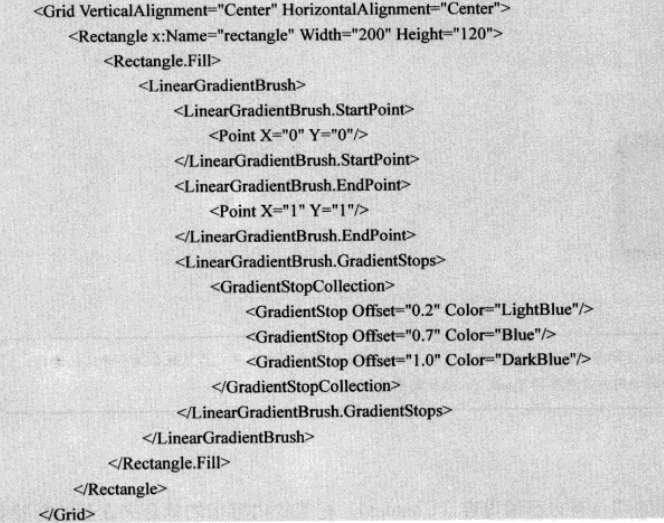 <Grid VerticalAlignment="Center" HorizontalAlignment="Center">
<Rectangle x:Name="rectangle" Width="200" Height="120">
<Rectangle.Fill>
<LinearGradientBrush>
<LinearGradientBrush.StartPoint>
<Point X="0" Y="0"/>
</LinearGradientBrush.StartPoint>
<LinearGradientBrush.EndPoint>
<Point X="1" Y="1"/>
</LinearGradientBrush.EndPoint>
<LinearGradientBrush.GradientStops>
<GradientStopCollection>
<GradientStop Offset="0.2" Color="LightBlue"/>
<GradientStop Offset="0.7" Color="Blue"/>
<GradientStop Offset="1.0" Color="DarkBlue"/>
</GradientStopCollection>
</LinearGradientBrush.GradientStops>
</LinearGradientBrush>
</Rectangle.Fill>
</Rectangle>
</Grid>